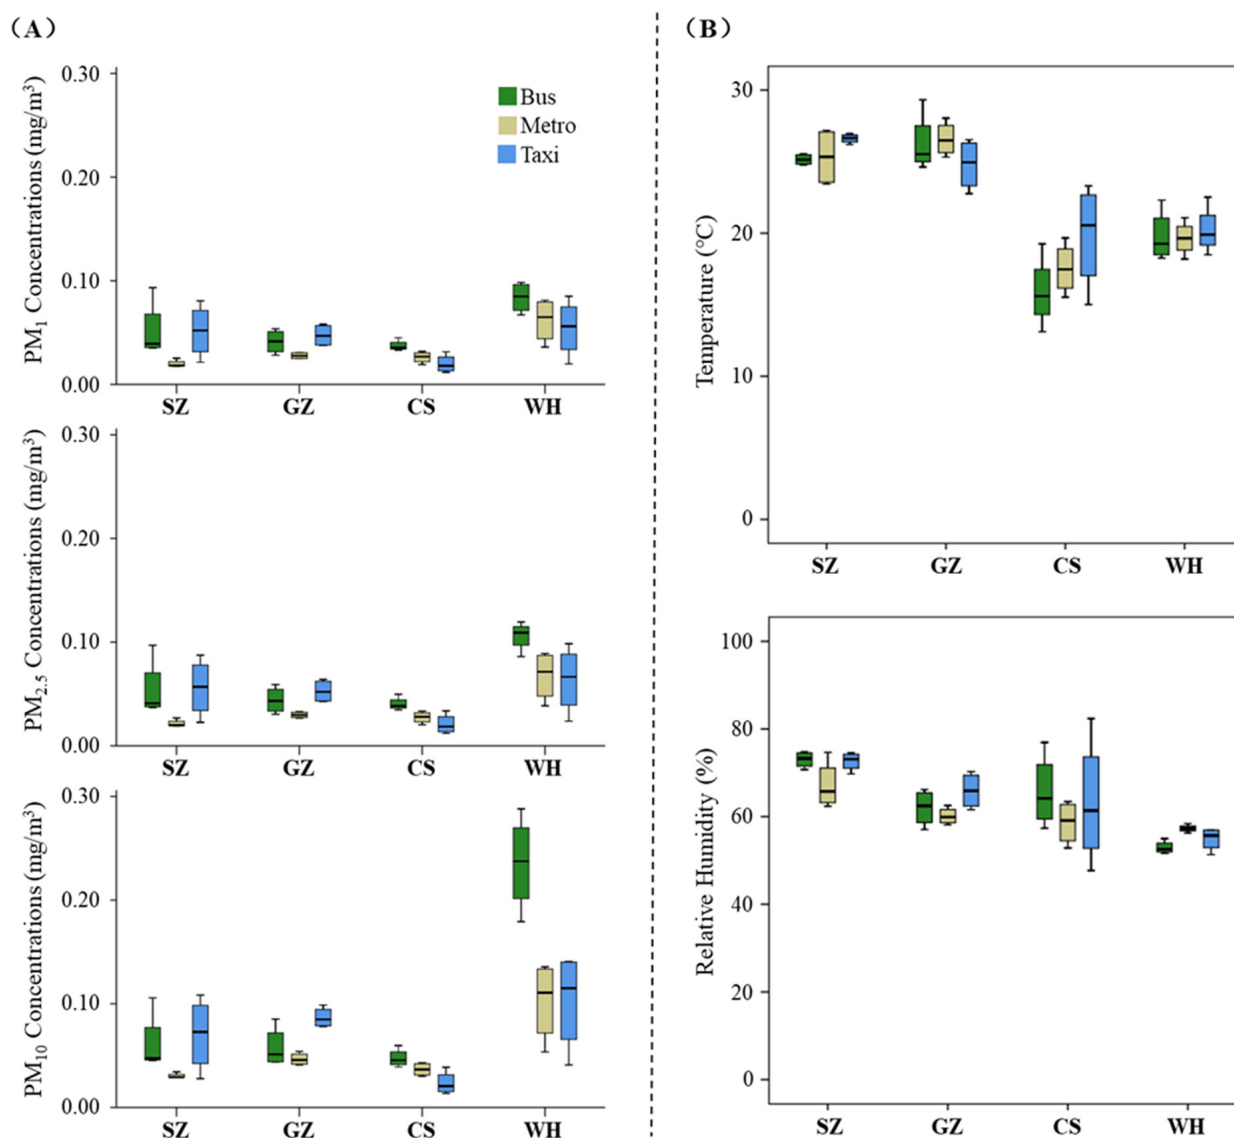 （A）
PM₁ Concentrations (mg/m³)
0.30
0.20
0.10
0.00
Bus
Metro
Taxi
SZ GZ CS WH
PM₂.₅ Concentrations (mg/m³)
0.30
0.20
0.10
0.00
SZ GZ CS WH
PM₁₀ Concentrations (mg/m³)
0.30
0.20
0.10
0.00
SZ GZ CS WH
（B）
Temperature (°C)
30
20
10
0
SZ GZ CS WH
Relative Humidity (%)
100
80
60
40
20
0
SZ GZ CS WH